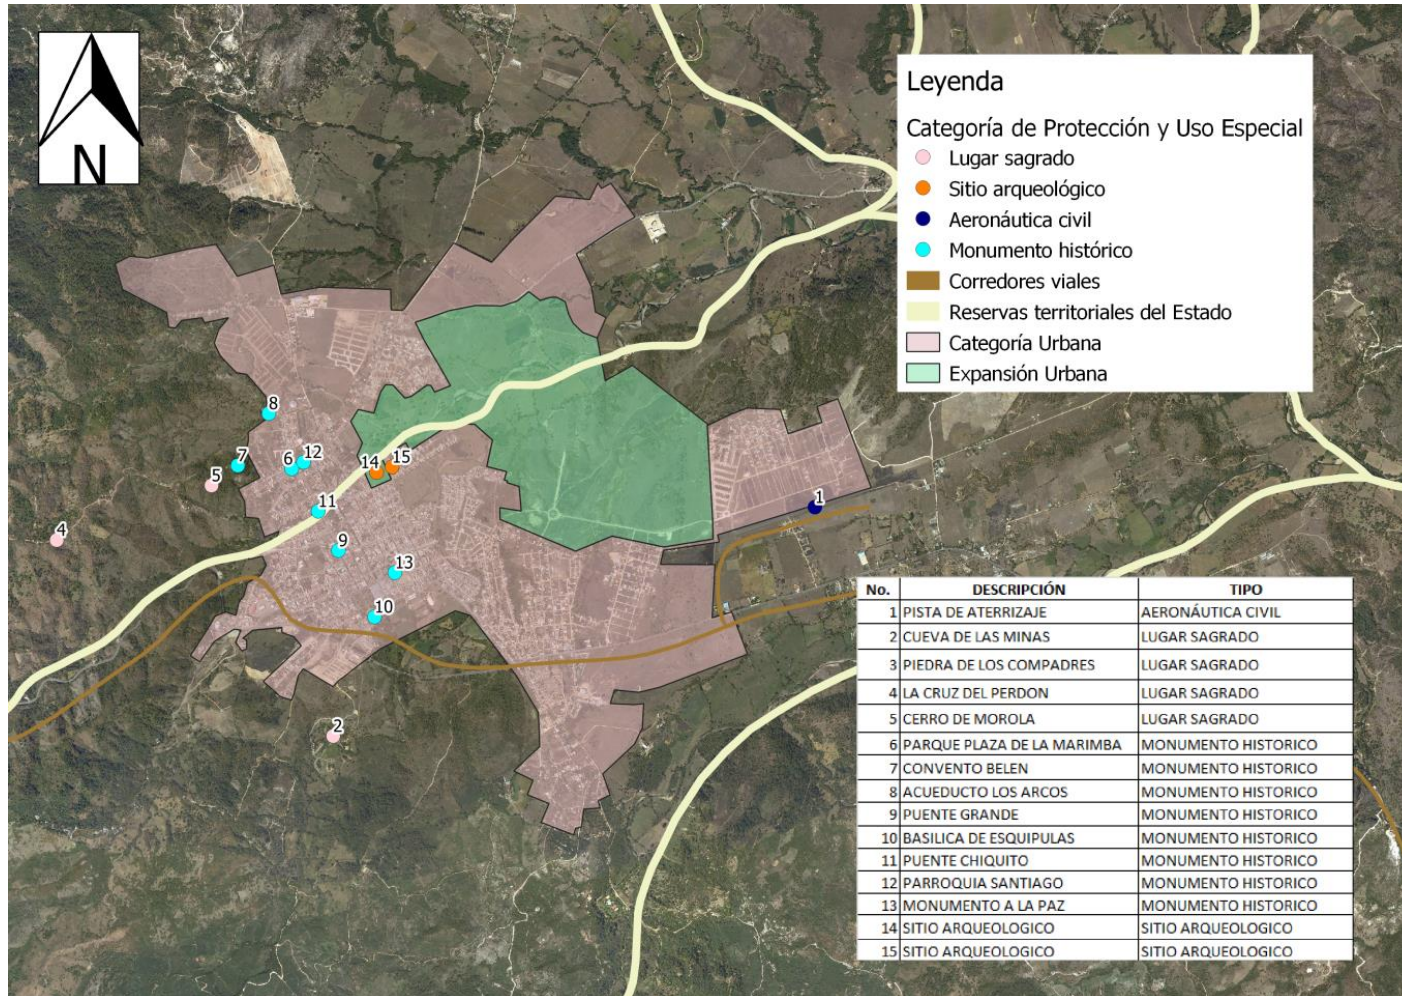 N
Leyenda
Categoría de Protección y Uso Especial
Lugar sagrado
Sitio arqueológico
Aeronáutica civil
Monumento histórico
Corredores viales
Reservas territoriales del Estado
Categoría Urbana
Expansión Urbana
8
7
5
6
12
14
15
4
11
1
9
13
10
2
No. DESCRIPCIÓN TIPO
1 PISTA DE ATERRIZAJE AERONÁUTICA CIVIL
2 CUEVA DE LAS MINAS LUGAR SAGRADO
3 PIEDRA DE LOS COMPADRES LUGAR SAGRADO
4 LA CRUZ DEL PERDON LUGAR SAGRADO
5 CERRO DE MOROLA LUGAR SAGRADO
6 PARQUE PLAZA DE LA MARIMBA MONUMENTO HISTORICO
7 CONVENTO BELEN MONUMENTO HISTORICO
8 ACUEDUCTO LOS ARCOS MONUMENTO HISTORICO
9 PUENTE GRANDE MONUMENTO HISTORICO
10 BASILICA DE ESQUIPULAS MONUMENTO HISTORICO
11 PUENTE CHIQUITO MONUMENTO HISTORICO
12 PARROQUIA SANTIAGO MONUMENTO HISTORICO
13 MONUMENTO A LA PAZ MONUMENTO HISTORICO
14 SITIO ARQUEOLOGICO SITIO ARQUEOLOGICO
15 SITIO ARQUEOLOGICO SITIO ARQUEOLOGICO